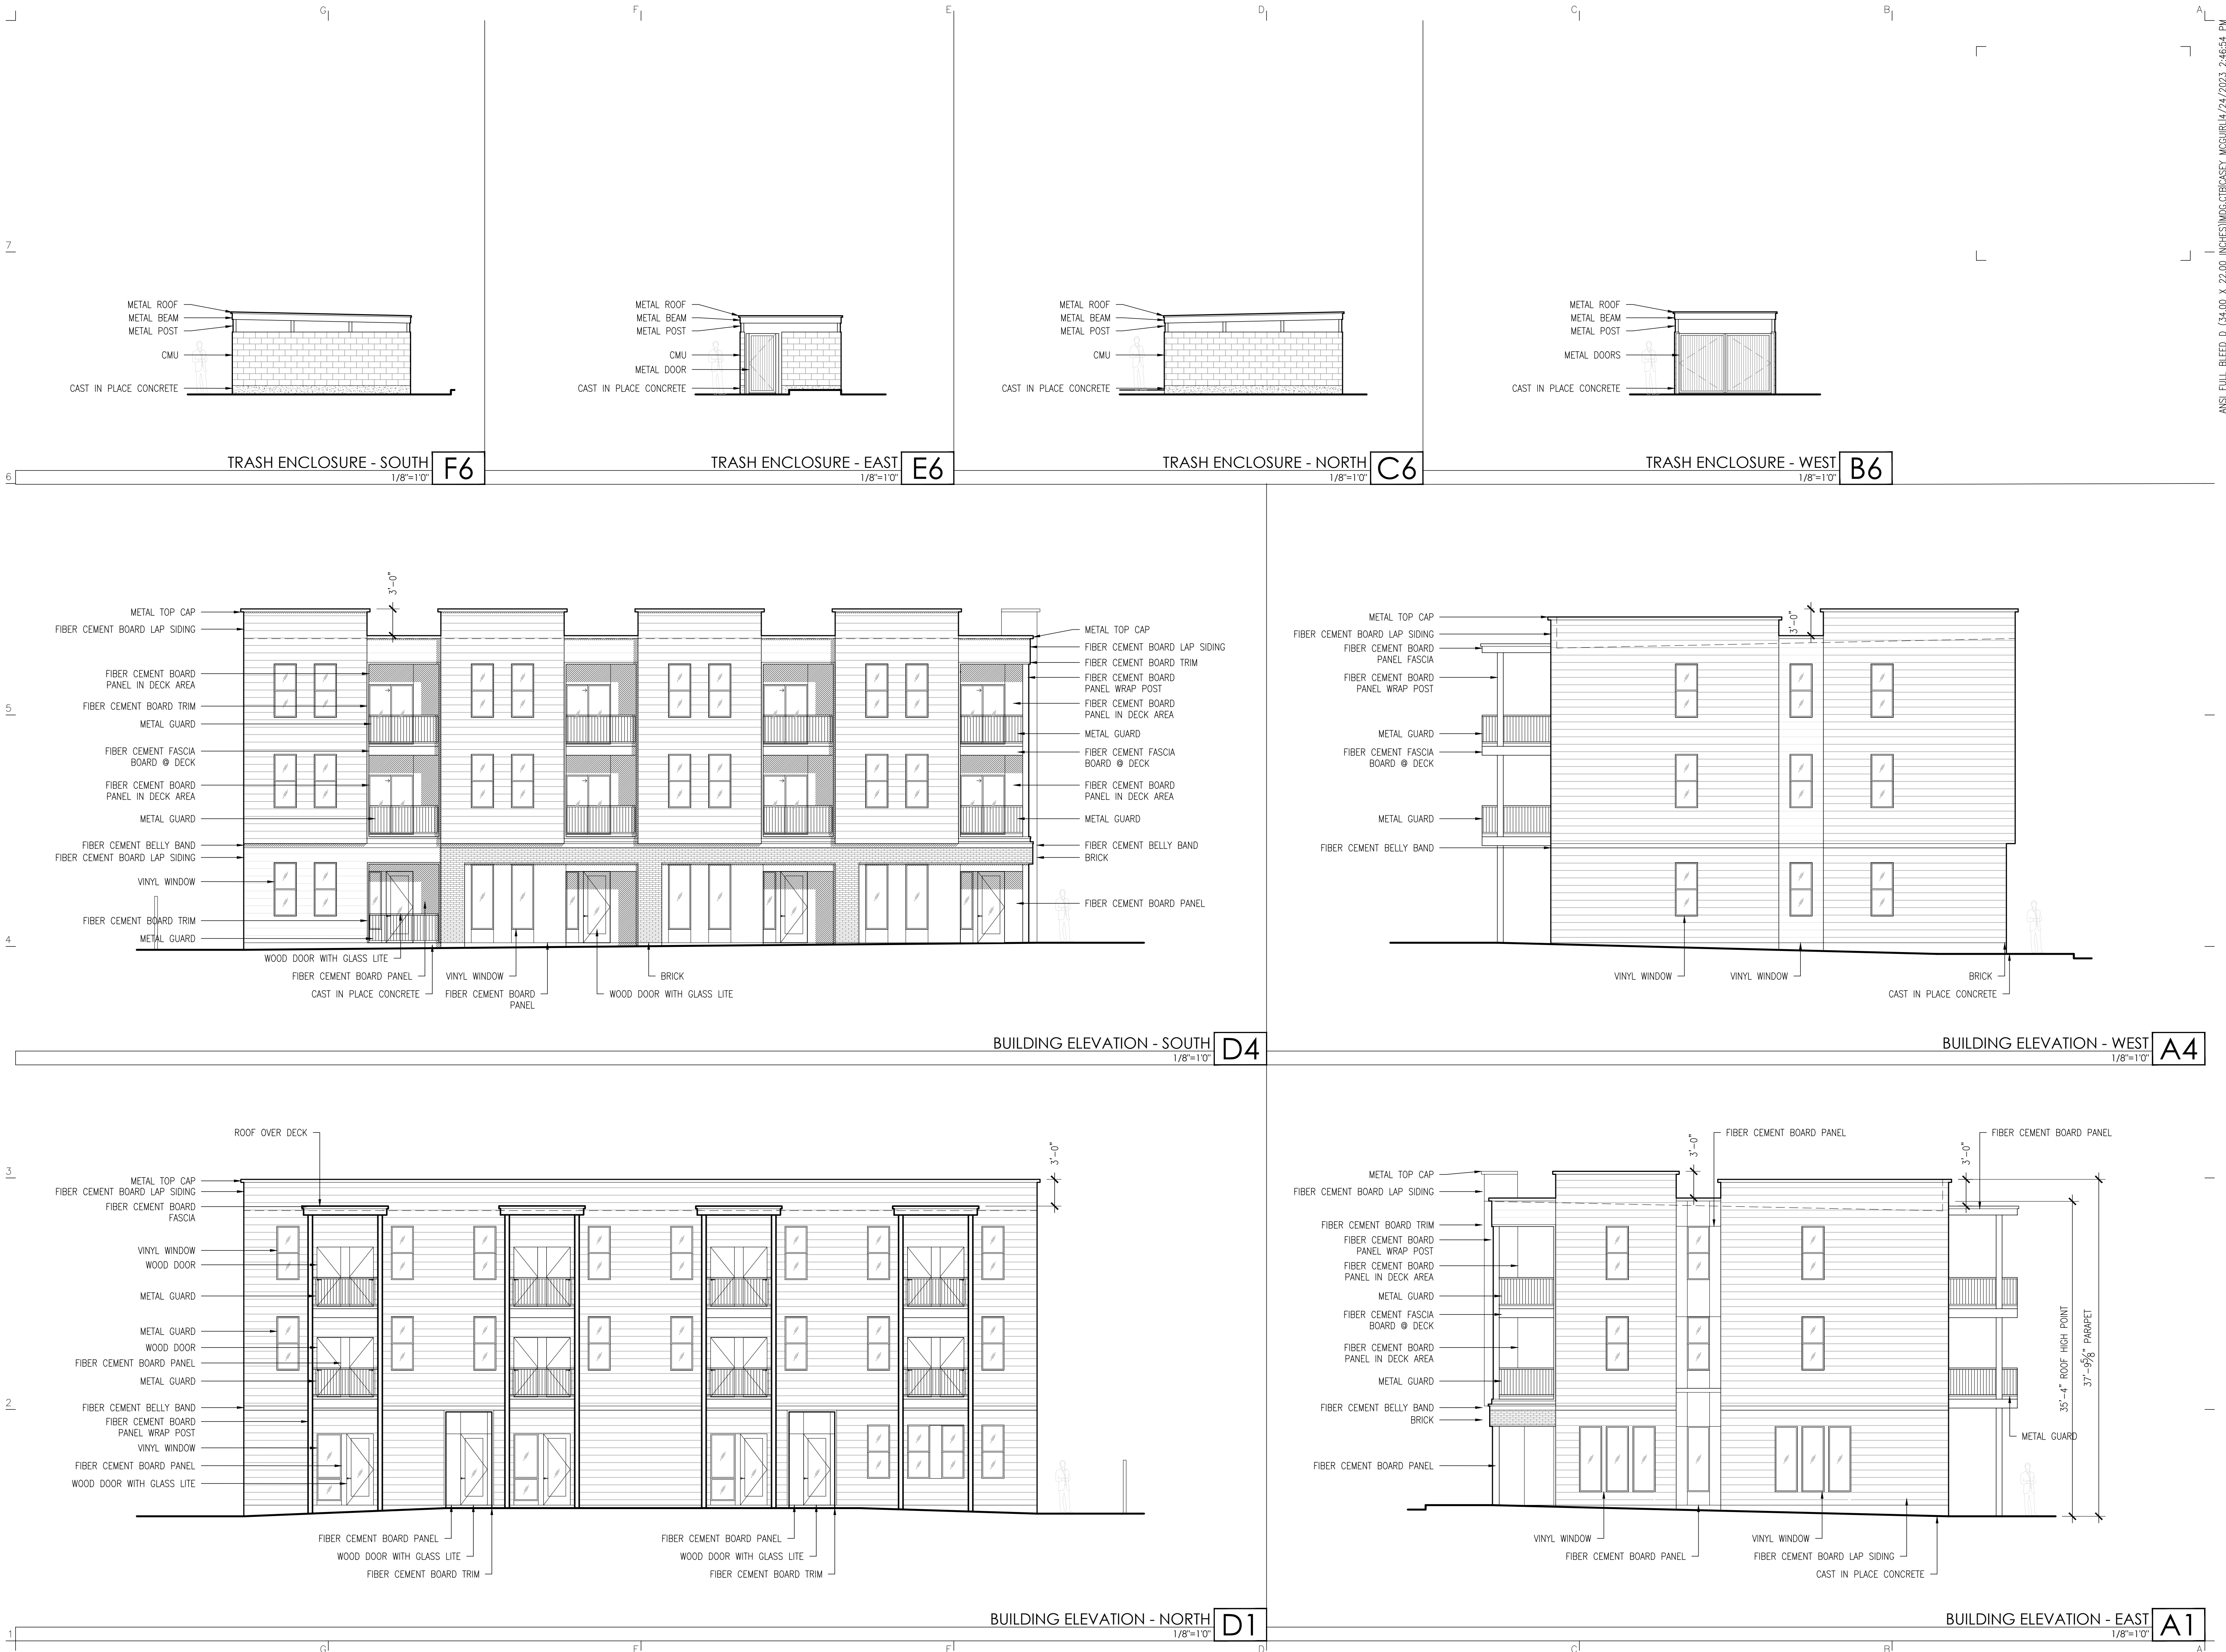 G F E D C B A
ANSI FULL BLEED D (34.00 X 22.00 INCHES)|MDG.CTB|CASEY MCGUIRL|4/24/2023 2:46:54 PM
7
METAL ROOF
METAL BEAM
METAL POST
CMU
CAST IN PLACE CONCRETE
TRASH ENCLOSURE - SOUTH
1/8"=1'0"
F6
METAL ROOF
METAL BEAM
METAL POST
CMU
METAL DOOR
CAST IN PLACE CONCRETE
TRASH ENCLOSURE - EAST
1/8"=1'0"
E6
METAL ROOF
METAL BEAM
METAL POST
CMU
CAST IN PLACE CONCRETE
TRASH ENCLOSURE - NORTH
1/8"=1'0"
C6
METAL ROOF
METAL BEAM
METAL POST
METAL DOORS
CAST IN PLACE CONCRETE
TRASH ENCLOSURE - WEST
1/8"=1'0"
B6
6
3'-0"
METAL TOP CAP
FIBER CEMENT BOARD LAP SIDING
FIBER CEMENT BOARD
PANEL IN DECK AREA
5
FIBER CEMENT BOARD TRIM
METAL GUARD
FIBER CEMENT FASCIA
BOARD @ DECK
FIBER CEMENT BOARD
PANEL IN DECK AREA
METAL GUARD
FIBER CEMENT BELLY BAND
FIBER CEMENT BOARD LAP SIDING
VINYL WINDOW
FIBER CEMENT BOARD TRIM
METAL GUARD
4
WOOD DOOR WITH GLASS LITE
FIBER CEMENT BOARD PANEL
CAST IN PLACE CONCRETE
VINYL WINDOW
FIBER CEMENT BOARD
PANEL
BRICK
WOOD DOOR WITH GLASS LITE
METAL TOP CAP
FIBER CEMENT BOARD LAP SIDING
FIBER CEMENT BOARD TRIM
FIBER CEMENT BOARD
PANEL WRAP POST
FIBER CEMENT BOARD
PANEL IN DECK AREA
METAL GUARD
FIBER CEMENT FASCIA
BOARD @ DECK
FIBER CEMENT BOARD
PANEL IN DECK AREA
METAL GUARD
FIBER CEMENT BELLY BAND
BRICK
FIBER CEMENT BOARD PANEL
BUILDING ELEVATION - SOUTH
1/8"=1'0"
D4
METAL TOP CAP
FIBER CEMENT BOARD LAP SIDING
FIBER CEMENT BOARD
PANEL FASCIA
FIBER CEMENT BOARD
PANEL WRAP POST
METAL GUARD
FIBER CEMENT FASCIA
BOARD @ DECK
METAL GUARD
FIBER CEMENT BELLY BAND
3'-0"
VINYL WINDOW
VINYL WINDOW
BRICK
CAST IN PLACE CONCRETE
BUILDING ELEVATION - WEST
1/8"=1'0"
A4
ROOF OVER DECK
3'-0"
3
METAL TOP CAP
FIBER CEMENT BOARD LAP SIDING
FIBER CEMENT BOARD
FASCIA
VINYL WINDOW
WOOD DOOR
METAL GUARD
METAL GUARD
WOOD DOOR
FIBER CEMENT BOARD PANEL
METAL GUARD
2
FIBER CEMENT BELLY BAND
FIBER CEMENT BOARD
PANEL WRAP POST
VINYL WINDOW
FIBER CEMENT BOARD PANEL
WOOD DOOR WITH GLASS LITE
FIBER CEMENT BOARD PANEL
WOOD DOOR WITH GLASS LITE
FIBER CEMENT BOARD TRIM
FIBER CEMENT BOARD PANEL
WOOD DOOR WITH GLASS LITE
FIBER CEMENT BOARD TRIM
BUILDING ELEVATION - NORTH
1/8"=1'0"
D1
FIBER CEMENT BOARD PANEL
FIBER CEMENT BOARD PANEL
3'-0"
3'-0"
METAL TOP CAP
FIBER CEMENT BOARD LAP SIDING
FIBER CEMENT BOARD TRIM
FIBER CEMENT BOARD
PANEL WRAP POST
FIBER CEMENT BOARD
PANEL IN DECK AREA
METAL GUARD
FIBER CEMENT FASCIA
BOARD @ DECK
FIBER CEMENT BOARD
PANEL IN DECK AREA
METAL GUARD
FIBER CEMENT BELLY BAND
BRICK
FIBER CEMENT BOARD PANEL
35'-4" ROOF HIGH POINT
37'-9⅝" PARAPET
METAL GUARD
VINYL WINDOW
FIBER CEMENT BOARD PANEL
VINYL WINDOW
FIBER CEMENT BOARD LAP SIDING
CAST IN PLACE CONCRETE
BUILDING ELEVATION - EAST
1/8"=1'0"
A1
1
G F E D C B A